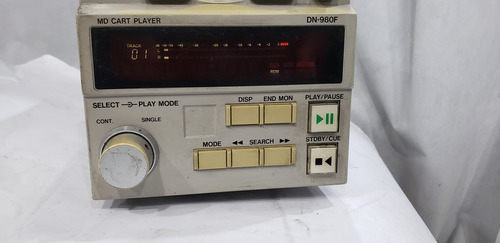 MD CART PLAYER
DN-980F
TRACK
01
OVER
DISP
END MON
PLAY/PAUSE
SELECT PLAY MODE
CONT.
SINGLE
MODE
SEARCH
STDBY/CUE